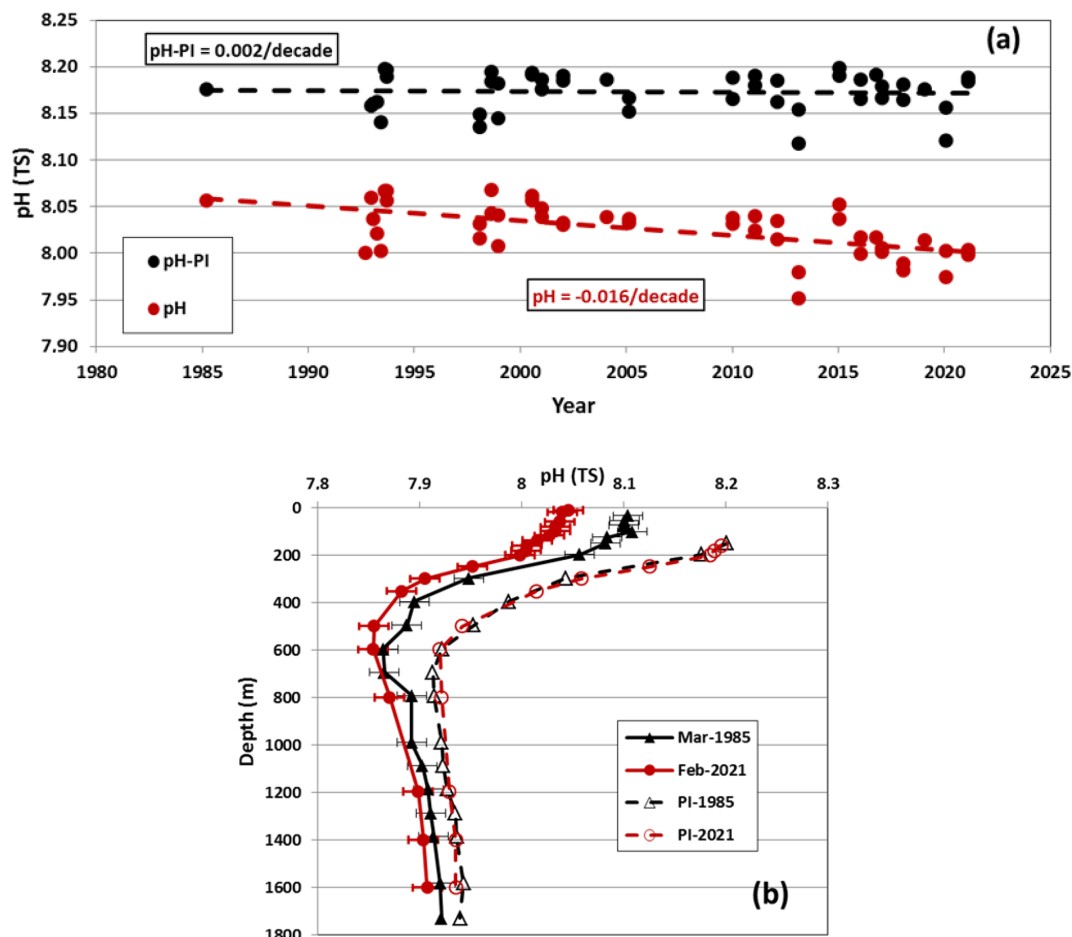 8.25
(a)
pH-PI = 0.002/decade
8.20
8.15
8.10
pH (TS)
8.05
8.00
pH-PI
pH = -0.016/decade
7.95
pH
7.90
1980 1985 1990 1995 2000 2005 2010 2015 2020 2025
Year
pH (TS)
7.8 7.9 8 8.1 8.2 8.3
0
200
400
600
Depth (m)
800
1000
1200
1400
1600
1800
Mar-1985
Feb-2021
PI-1985
PI-2021
(b)